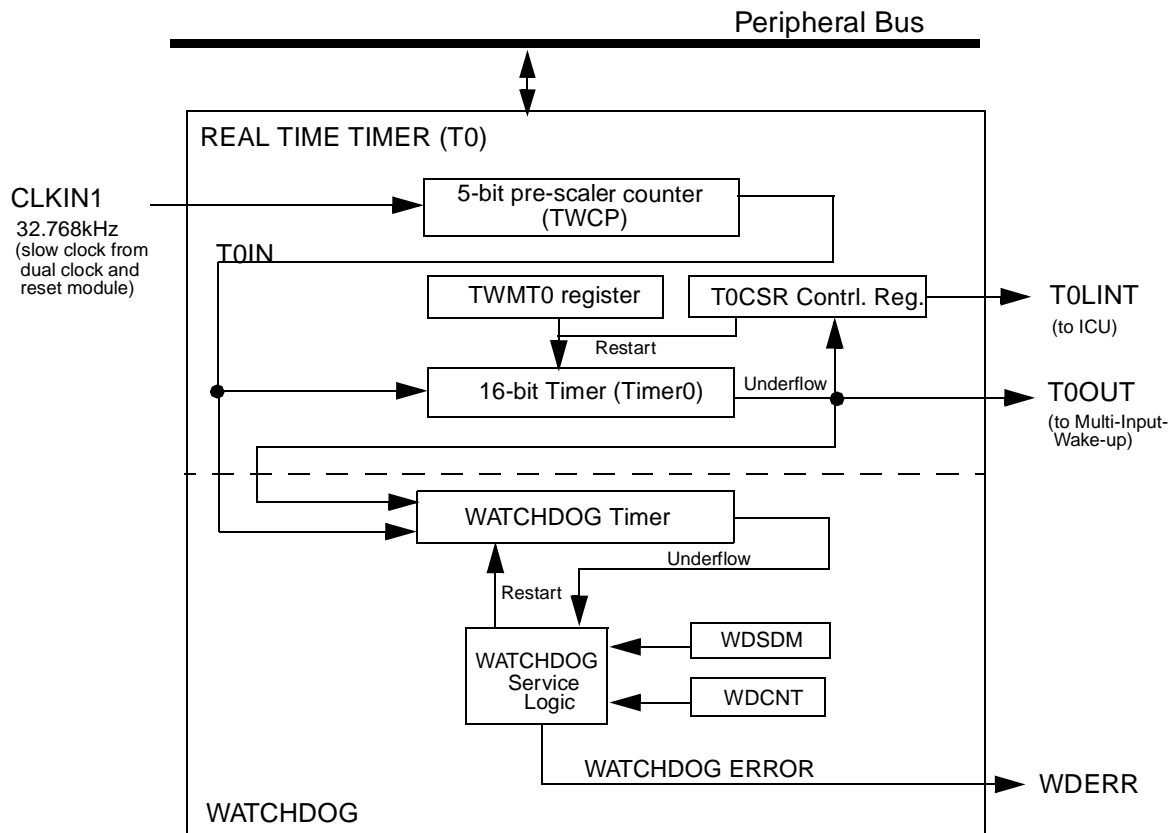 Peripheral Bus
REAL TIME TIMER (T0)
CLKIN1
32.768kHz
(slow clock from
dual clock and
reset module)
5-bit pre-scaler counter
(TWCP)
T0IN
TWMT0 register
T0CSR Contrl. Reg.
T0LINT
(to ICU)
Restart
16-bit Timer (Timer0)
Underflow
T0OUT
(to Multi-Input-
Wake-up)
WATCHDOG Timer
Underflow
Restart
WATCHDOG
Service
Logic
WDSDM
WDCNT
WATCHDOG ERROR
WDERR
WATCHDOG